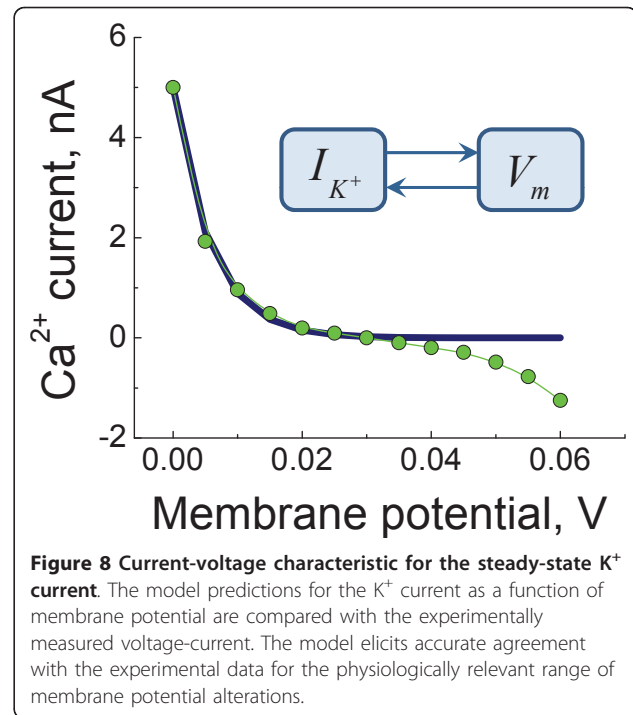 Ca²⁺ current, nA
6
4
2
0
-2
I_{K⁺}
V_m
0.00 0.02 0.04 0.06
Membrane potential, V
Figure 8 Current-voltage characteristic for the steady-state K⁺
current. The model predictions for the K⁺ current as a function of
membrane potential are compared with the experimentally
measured voltage-current. The model elicits accurate agreement
with the experimental data for the physiologically relevant range of
membrane potential alterations.